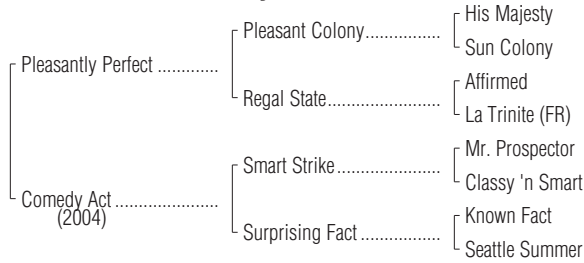 His Majesty
Pleasant Colony.................
Sun Colony
Pleasantly Perfect .............
Affirmed
Regal State........................
La Trinite (FR)
Mr. Prospector
Smart Strike......................
Classy 'n Smart
Comedy Act ......................
(2004)
Known Fact
Surprising Fact .................
Seattle Summer